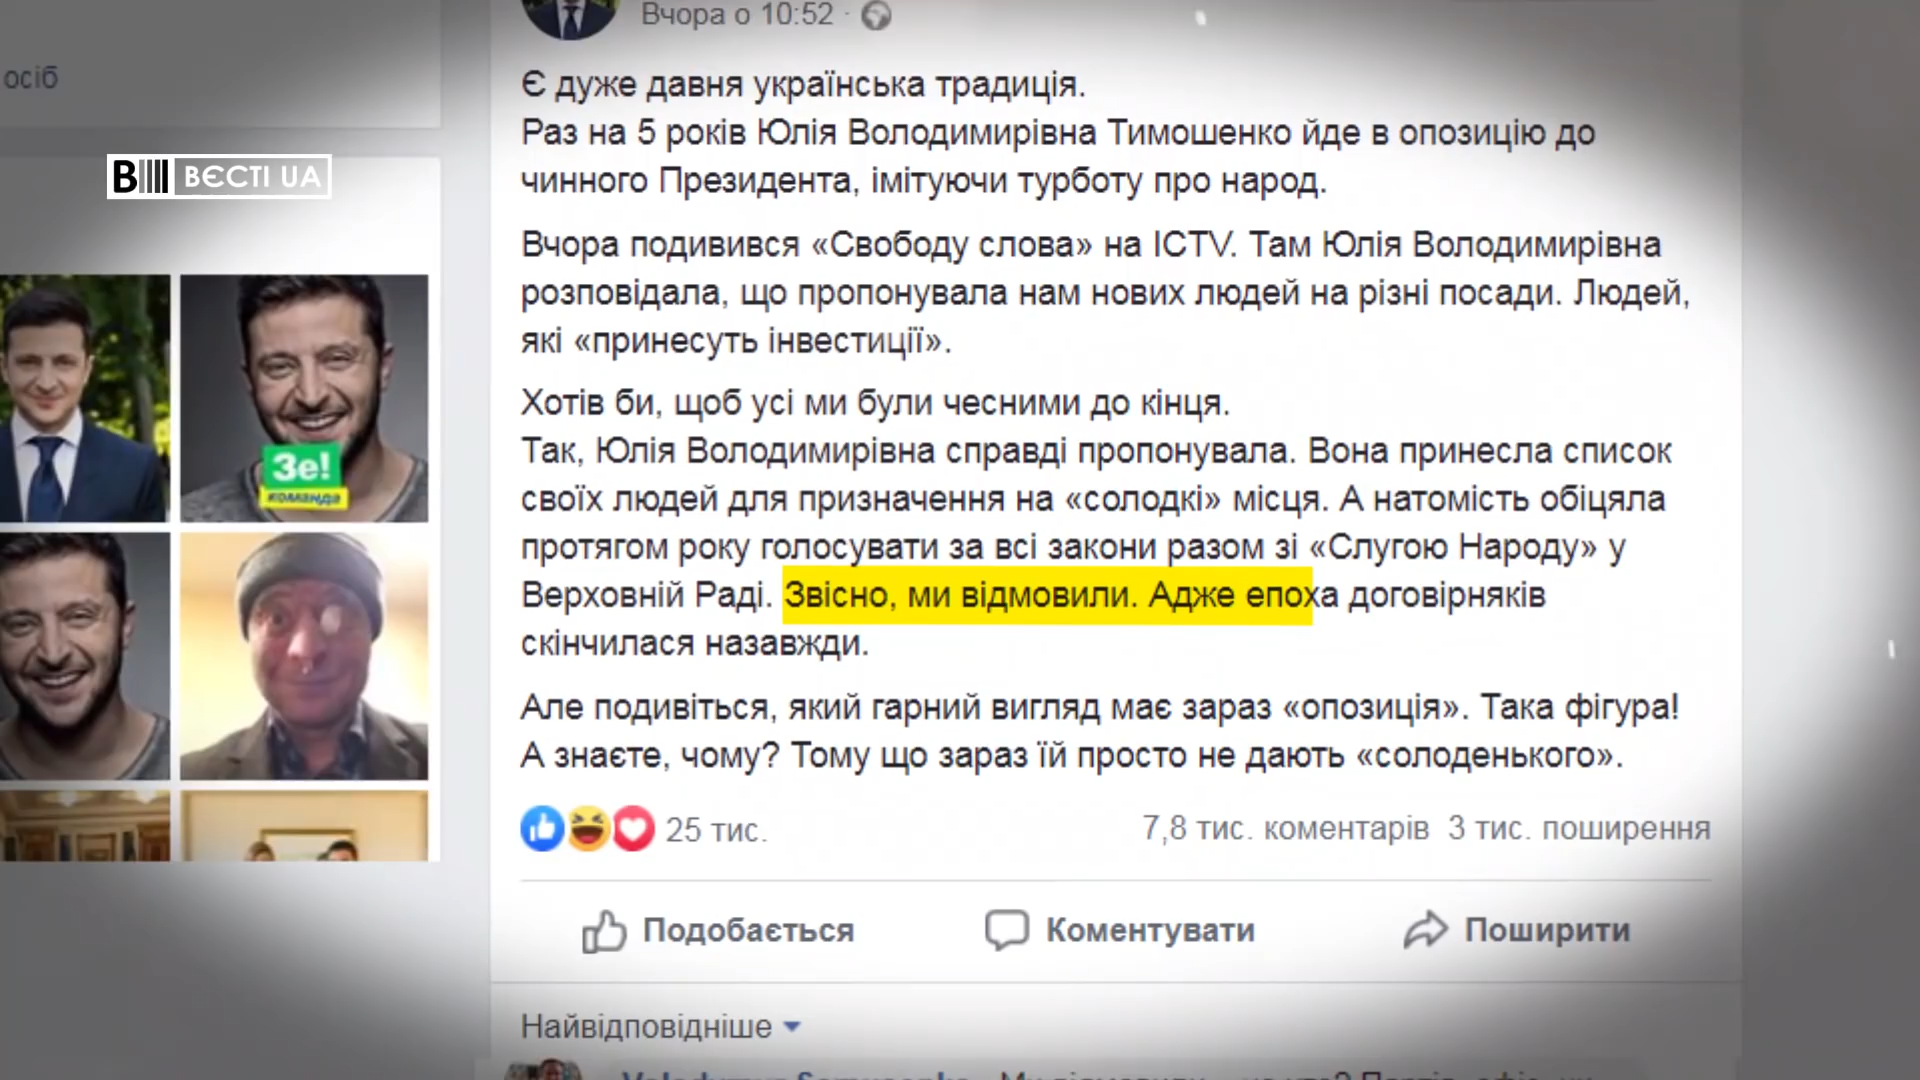 Вчора о 10:52 ·
осіб
В ВЄСТІ UA
Є дуже давня українська традиція.
Раз на 5 років Юлія Володимирівна Тимошенко йде в опозицію до
чинного Президента, імітуючи турботу про народ.
Вчора подивився «Свободу слова» на ICTV. Там Юлія Володимирівна
розповідала, що пропонувала нам нових людей на різні посади. Людей,
які «принесуть інвестиції».
Хотів би, щоб усі ми були чесними до кінця.
Так, Юлія Володимирівна справді пропонувала. Вона принесла список
своїх людей для призначення на «солодкі» місця. А натомість обіцяла
протягом року голосувати за всі закони разом зі «Слугою Народу» у
Верховній Раді. Звісно, ми відмовили. Адже епоха договірняків
скінчилася назавжди.
Але подивіться, який гарний вигляд має зараз «опозиція». Така фігура!
А знаєте, чому? Тому що зараз їй просто не дають «солоденького».
Зе!
команда
25 тис.
7,8 тис. коментарів 3 тис. поширення
Подобається
Коментувати
Поширити
Найвідповідніше